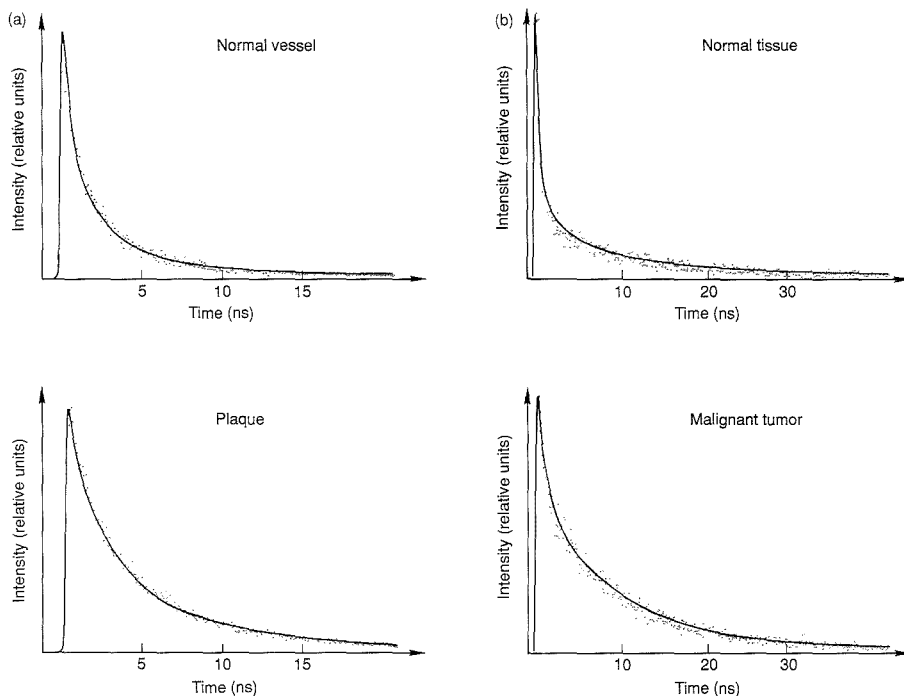 (a)
Normal vessel
Intensity (relative units)
5
10
15
Time (ns)
(b)
Normal tissue
Intensity (relative units)
10
20
30
Time (ns)
Plaque
Intensity (relative units)
5
10
15
Time (ns)
Malignant tumor
Intensity (relative units)
10
20
30
Time (ns)